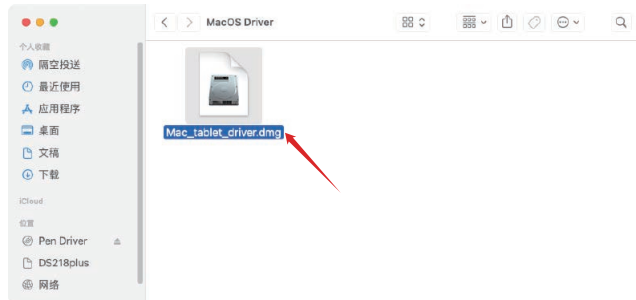 MacOS Driver
个人收藏
隔空投送
最近使用
应用程序
桌面
文稿
下载
iCloud
位置
Pen Driver
DS218plus
网络
Mac_tablet_driver.dmg